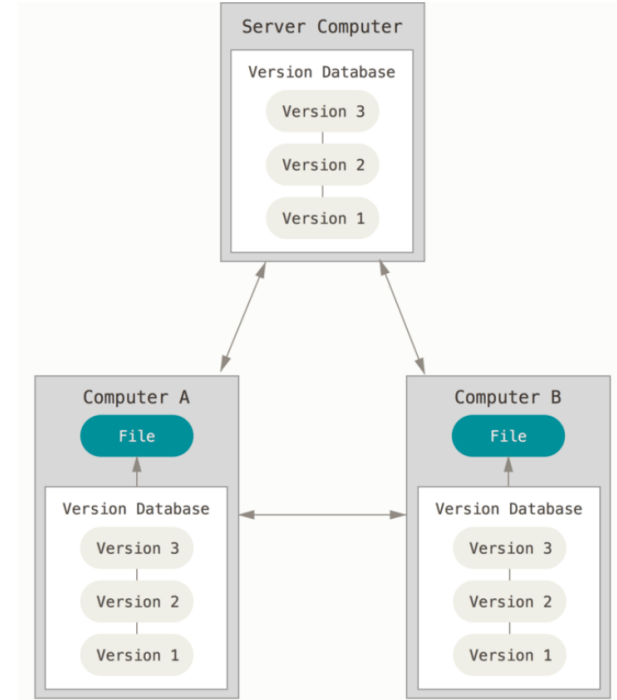 Server Computer
Version Database
Version 3
Version 2
Version 1
Computer A
File
Version Database
Version 3
Version 2
Version 1
Computer B
File
Version Database
Version 3
Version 2
Version 1